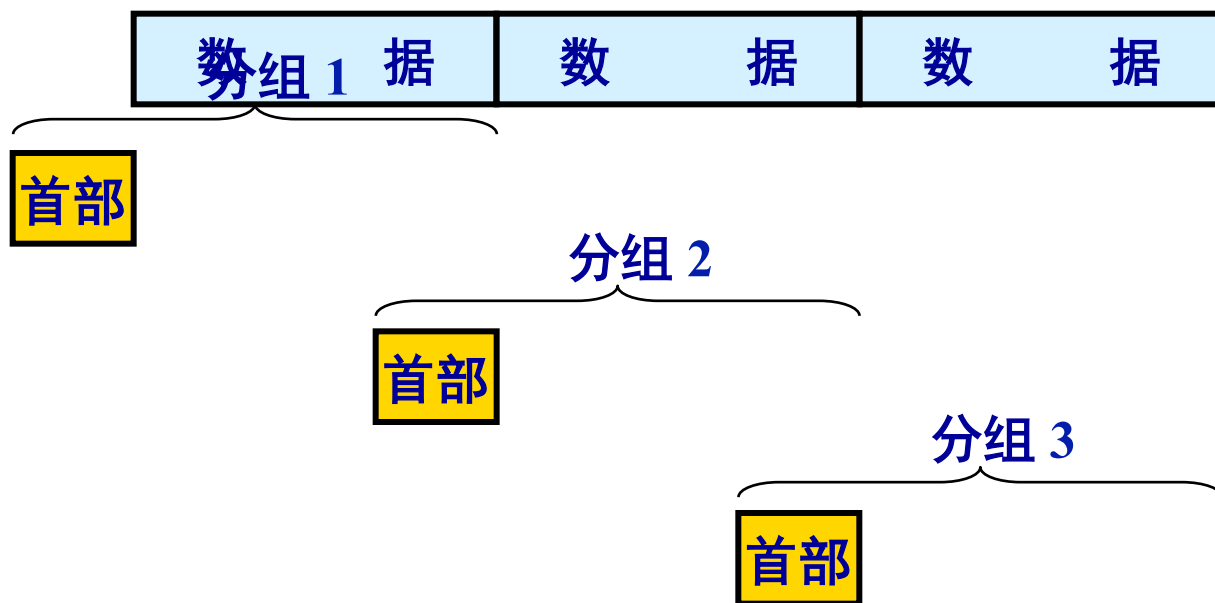 数 据 数 据 数 据
分组 1
首部
分组 2
首部
分组 3
首部